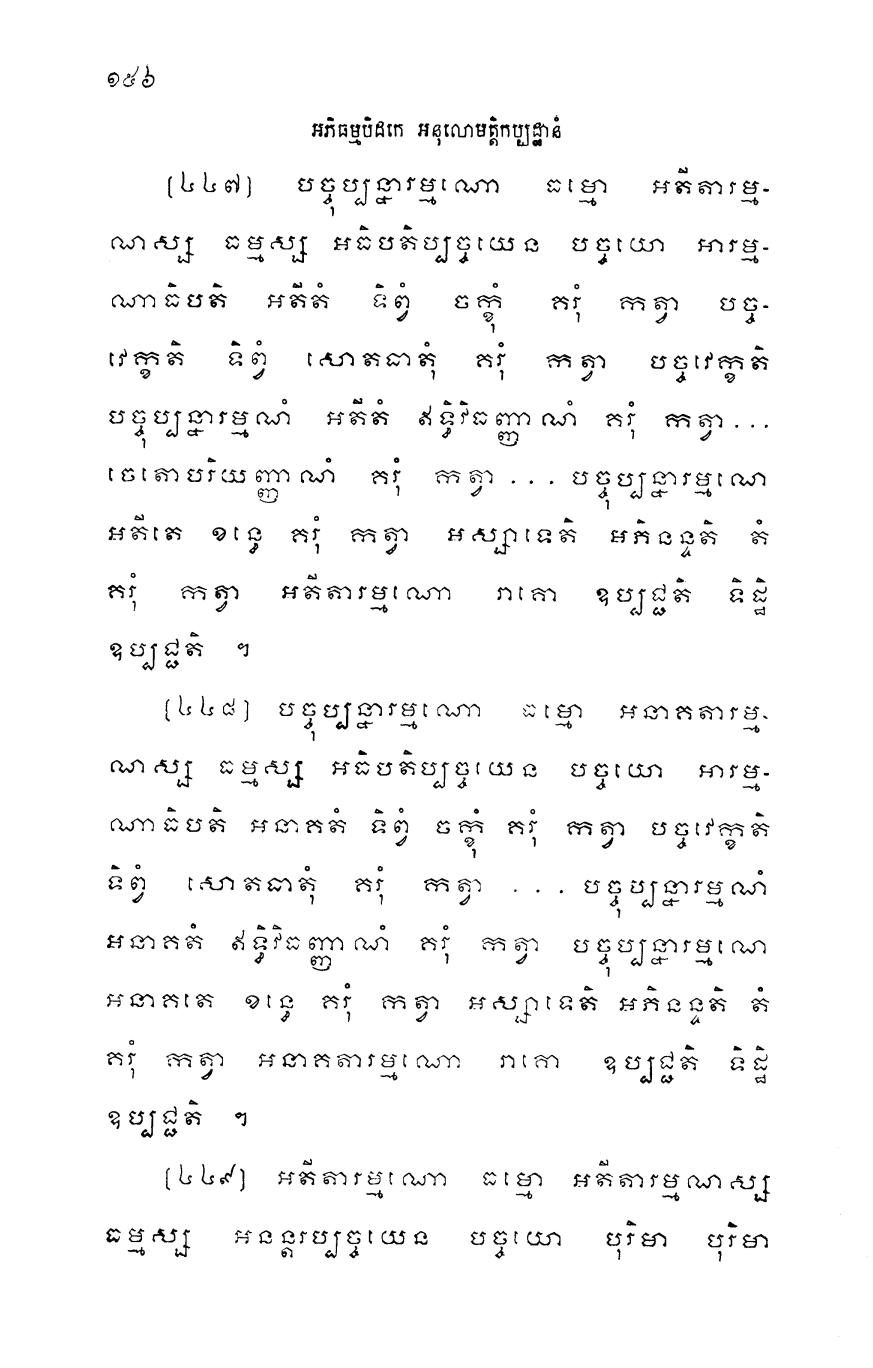 ១៥៦
អភិធម្មបិដកេ អនុលោមត្តិកប្បដ្ឋានំ
[៤៤៧] បច្ចុប្បន្នារម្មណោ ធម្មោ អតីតារម្ម-
ណស្ស ធម្មស្ស អធិបតិប្បច្ចយេន បច្ចយោ អារម្ម-
ណាធិបតិ អតីតំ ទិព្វំ ចក្ខុំ គរុំ កត្វា បច្ច-
វេក្ខតិ ទិព្វំ សោតធាតុំ គរុំ កត្វា បច្ចវេក្ខតិ
បច្ចុប្បន្នារម្មណំ អតីតំ ឥទ្ធិវិធញ្ញាណំ គរុំ កត្វា...
ចេតោបរិយញ្ញាណំ គរុំ កត្វា ... បច្ចុប្បន្នារម្មណេ
អតីតេ ខន្ធេ គរុំ កត្វា អស្សាទេតិ អភិនន្ទតិ តំ
គរុំ កត្វា អតីតារម្មណោ រាគោ ឧប្បជ្ជតិ ទិដ្ឋិ
ឧប្បជ្ជតិ ។
[៤៤៨] បច្ចុប្បន្នារម្មណោ ធម្មោ អនាគតារម្ម-
ណស្ស ធម្មស្ស អធិបតិប្បច្ចយេន បច្ចយោ អារម្ម-
ណាធិបតិ អនាគតំ ទិព្វំ ចក្ខុំ គរុំ កត្វា បច្ចវេក្ខតិ
ទិព្វំ សោតធាតុំ គរុំ កត្វា ... បច្ចុប្បន្នារម្មណំ
អនាគតំ ឥទ្ធិវិធញ្ញាណំ គរុំ កត្វា បច្ចុប្បន្នារម្មណេ
អនាគតេ ខន្ធេ គរុំ កត្វា អស្សាទេតិ អភិនន្ទតិ តំ
គរុំ កត្វា អនាគតារម្មណោ រាគោ ឧប្បជ្ជតិ ទិដ្ឋិ
ឧប្បជ្ជតិ ។
[៤៤៩] អតីតារម្មណោ ធម្មោ អតីតារម្មណស្ស
ធម្មស្ស អនន្តរប្បច្ចយេន បច្ចយោ បុរិមា បុរិមា